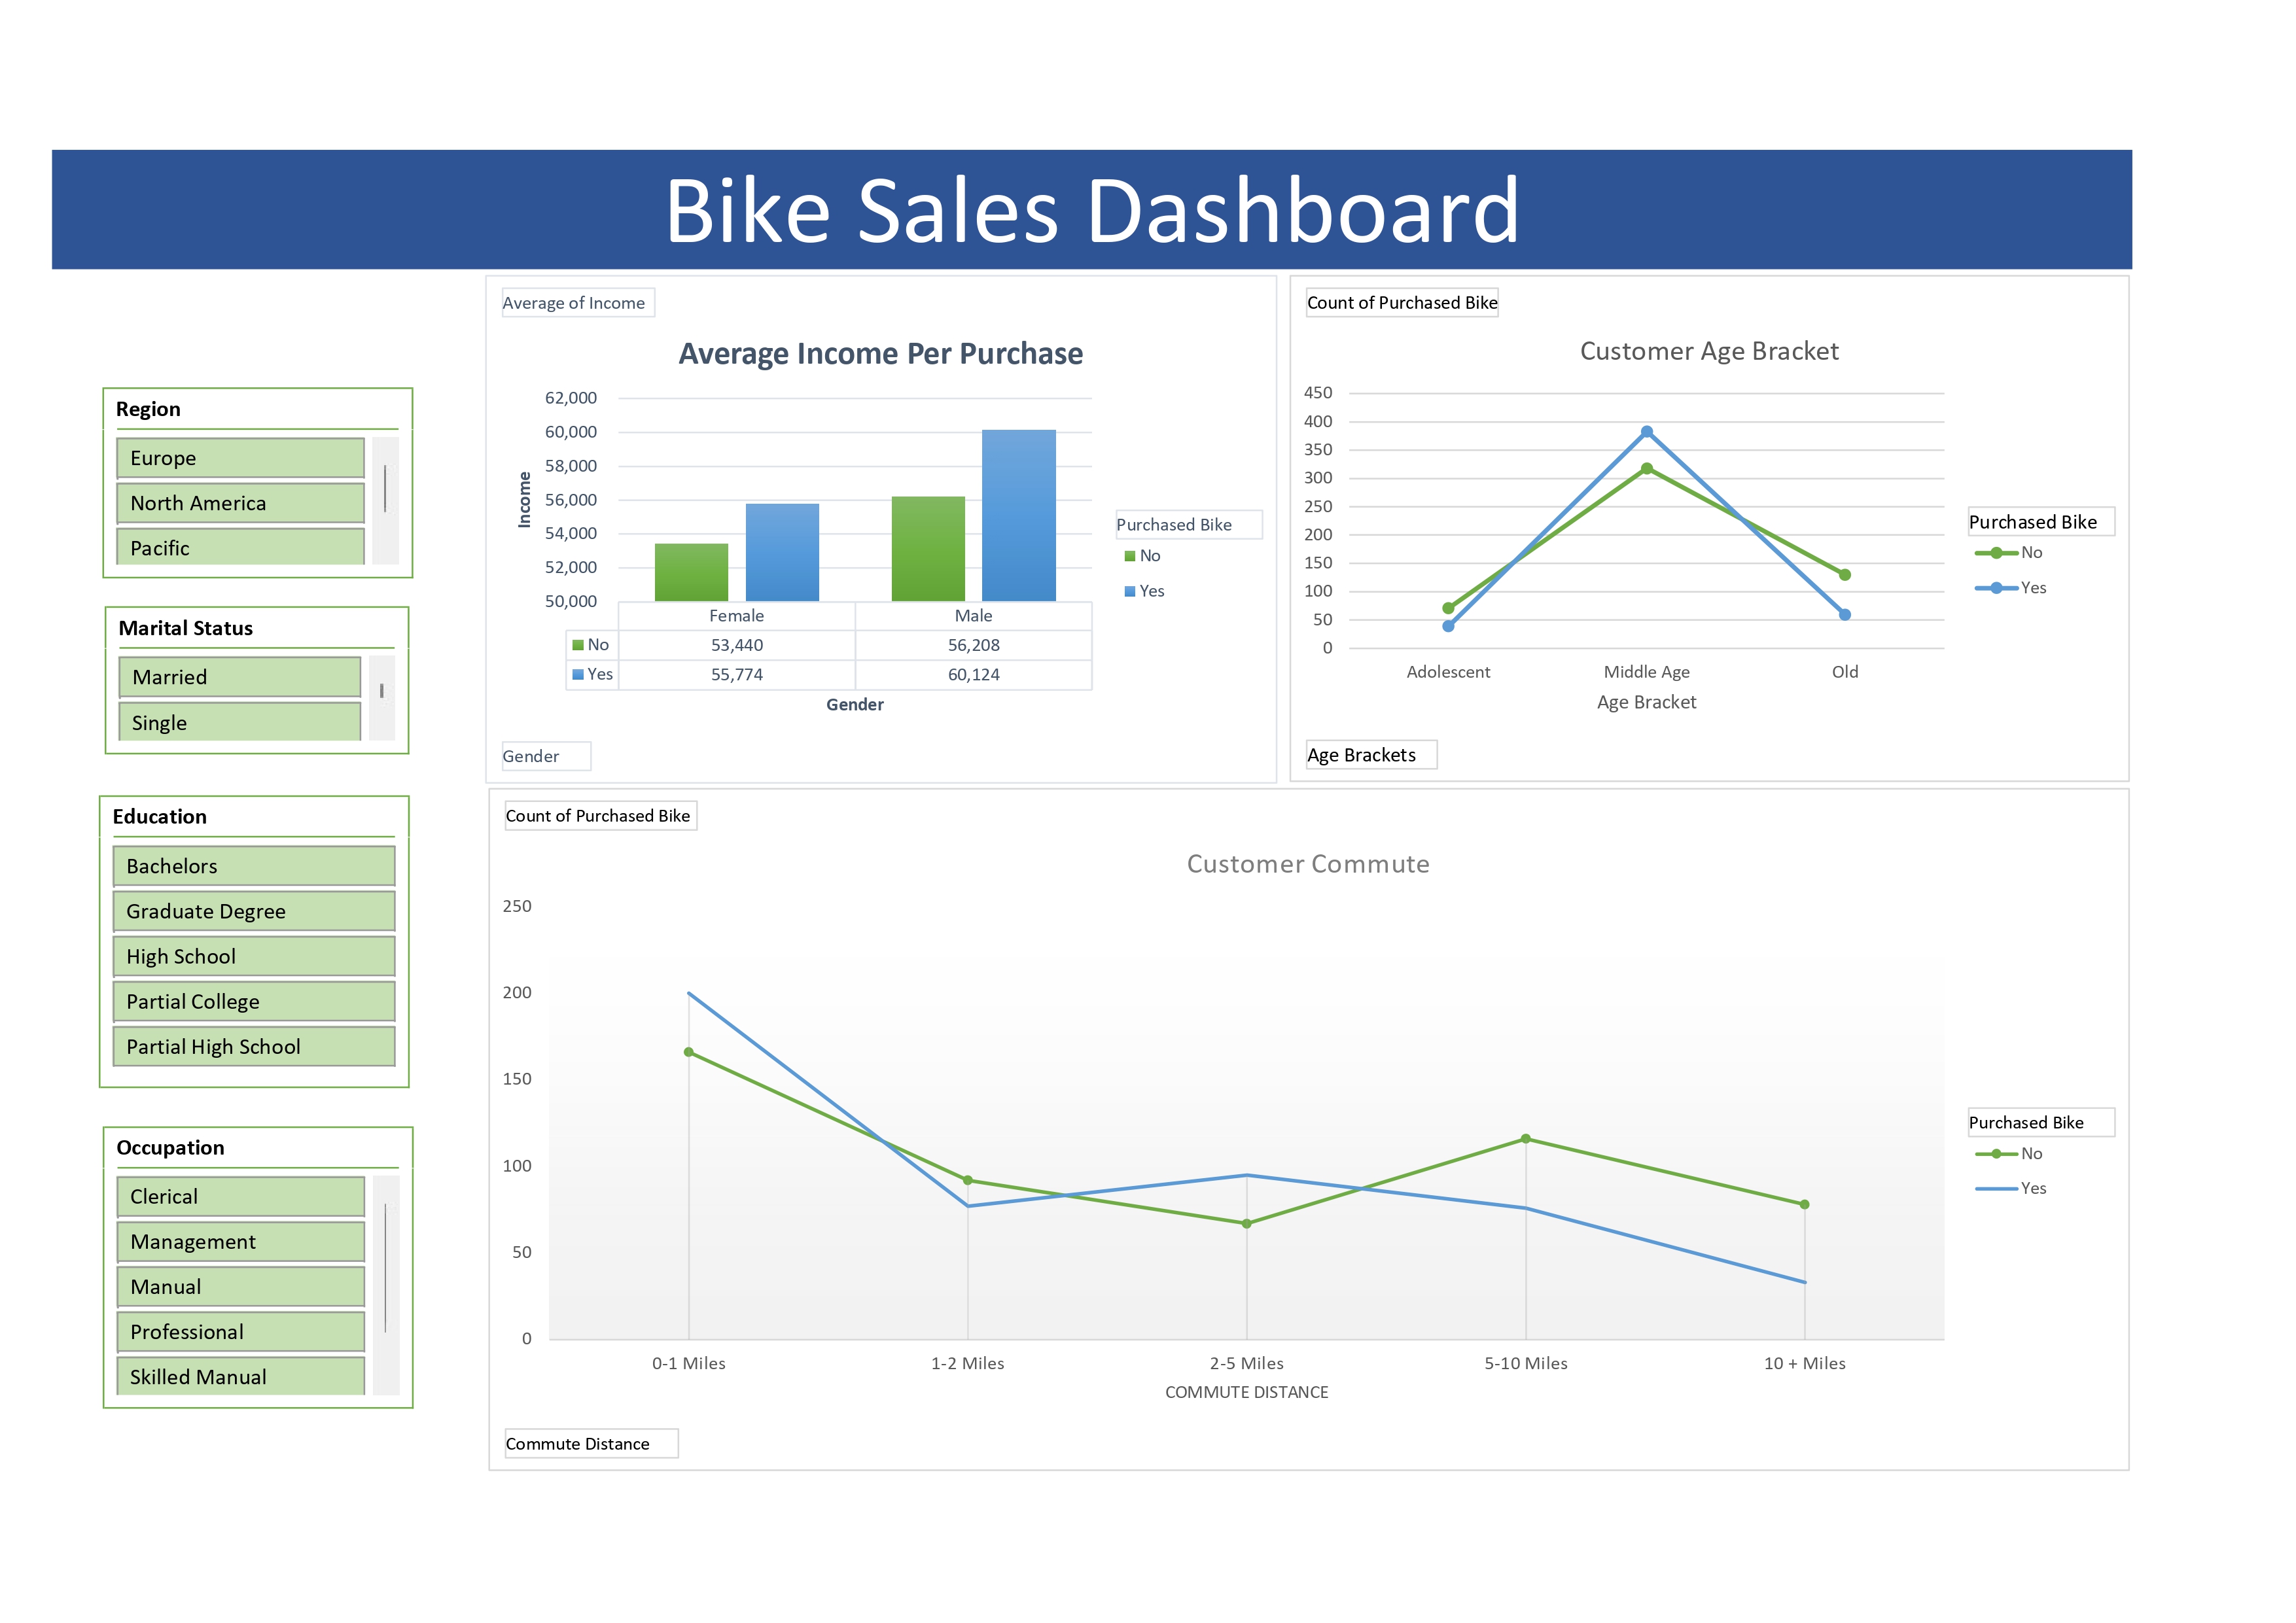 Bike Sales Dashboard
Region
Europe
North America
Pacific
Marital Status
Married
Single
Education
Bachelors
Graduate Degree
High School
Partial College
Partial High School
Occupation
Clerical
Management
Manual
Professional
Skilled Manual
Average of Income
Average Income Per Purchase
62,000
60,000
58,000
56,000
54,000
52,000
50,000
Income
Female Male
No 53,440 56,208
Yes 55,774 60,124
Gender
Purchased Bike
No
Yes
Gender
Count of Purchased Bike
Customer Age Bracket
450
400
350
300
250
200
150
100
50
0
Adolescent Middle Age Old
Age Bracket
Purchased Bike
No
Yes
Age Brackets
Count of Purchased Bike
Customer Commute
250
200
150
100
50
0
0-1 Miles 1-2 Miles 2-5 Miles 5-10 Miles 10 + Miles
COMMUTE DISTANCE
Purchased Bike
No
Yes
Commute Distance